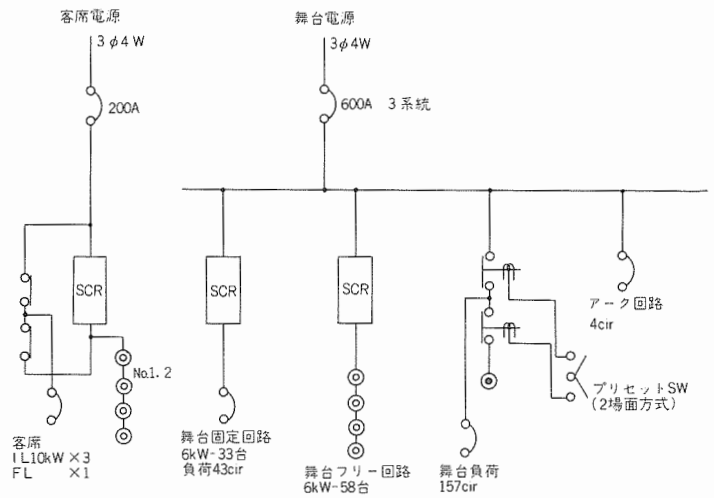 客席電源
3φ4W
200A
舞台電源
3φ4W
600A 3系統
SCR
No.1. 2
客席
IL10kW×3
FL ×1
SCR
舞台固定回路
6kW-33台
負荷43cir
SCR
舞台フリー回路
6kW-58台
舞台負荷
157cir
アーク回路
4cir
プリセットSW
(2場面方式)